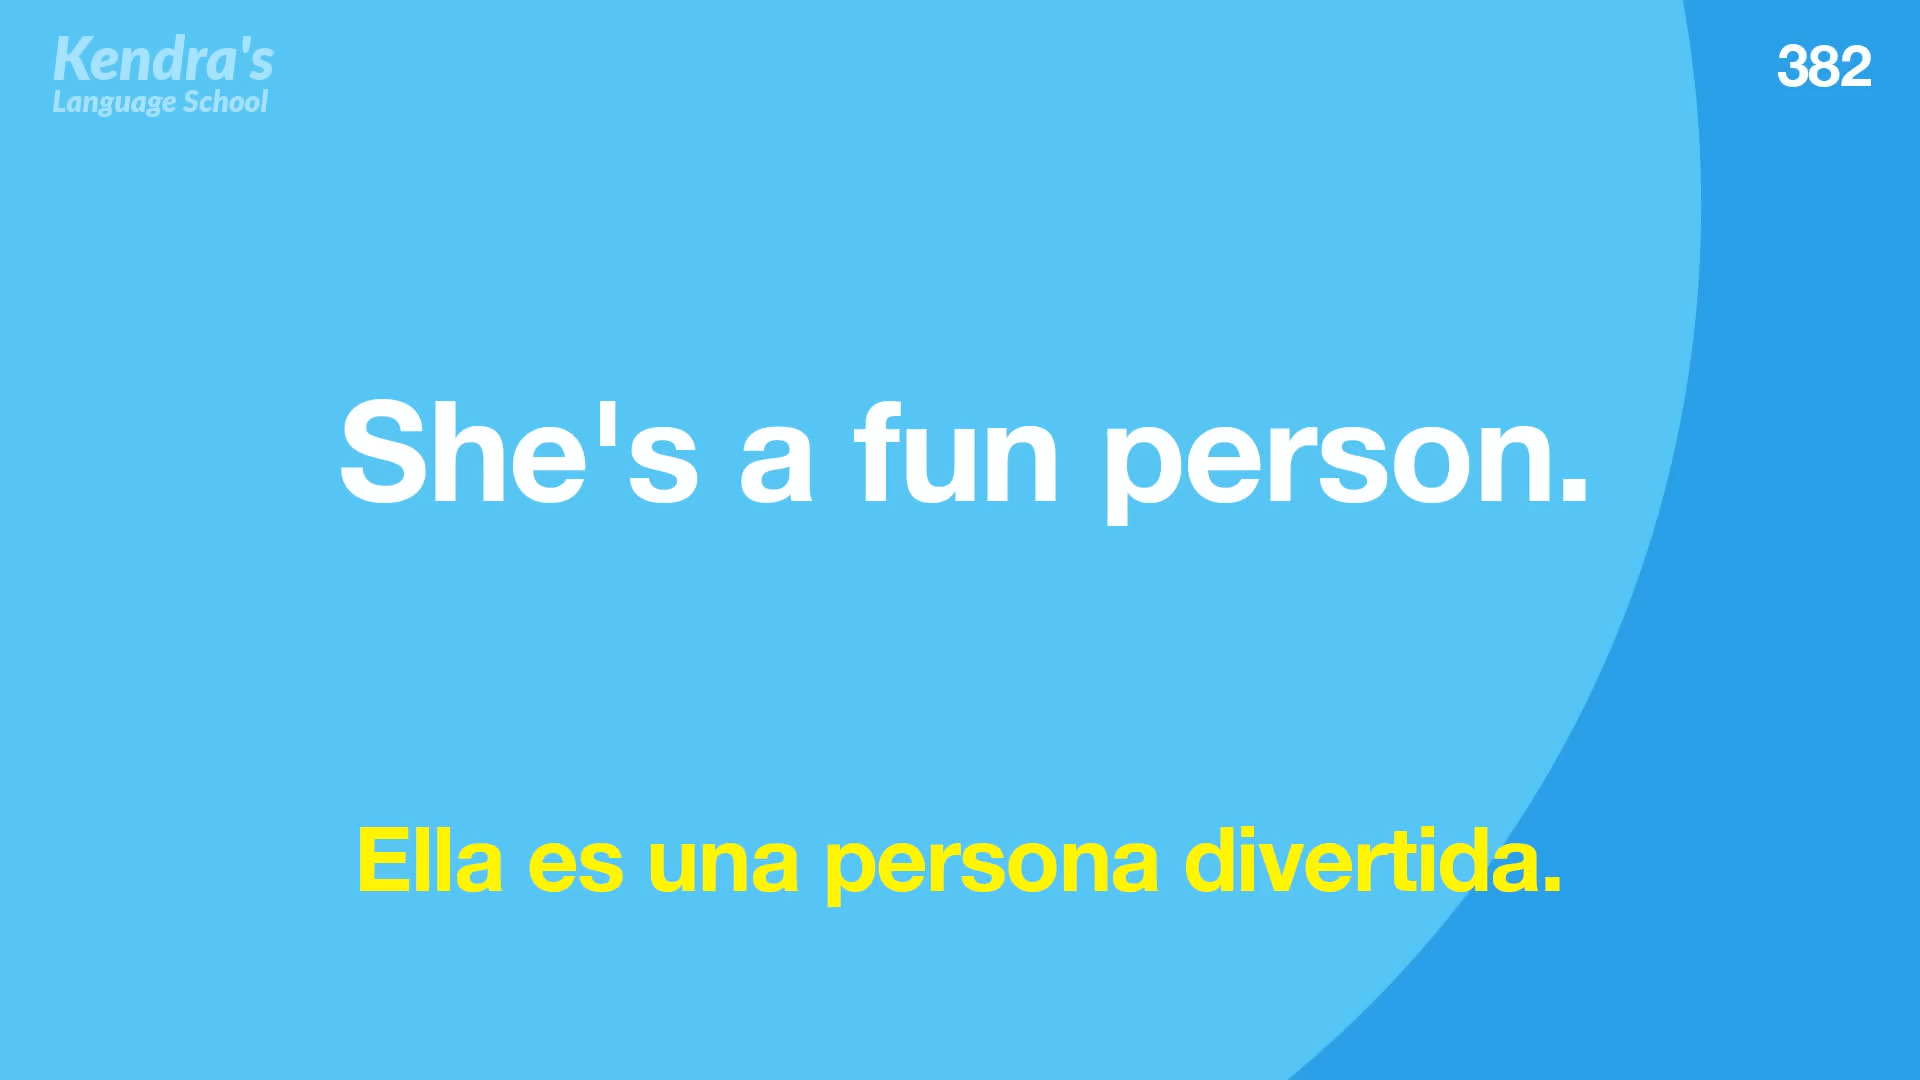 Kendra's
Language School
382
She's a fun person.
Ella es una persona divertida.